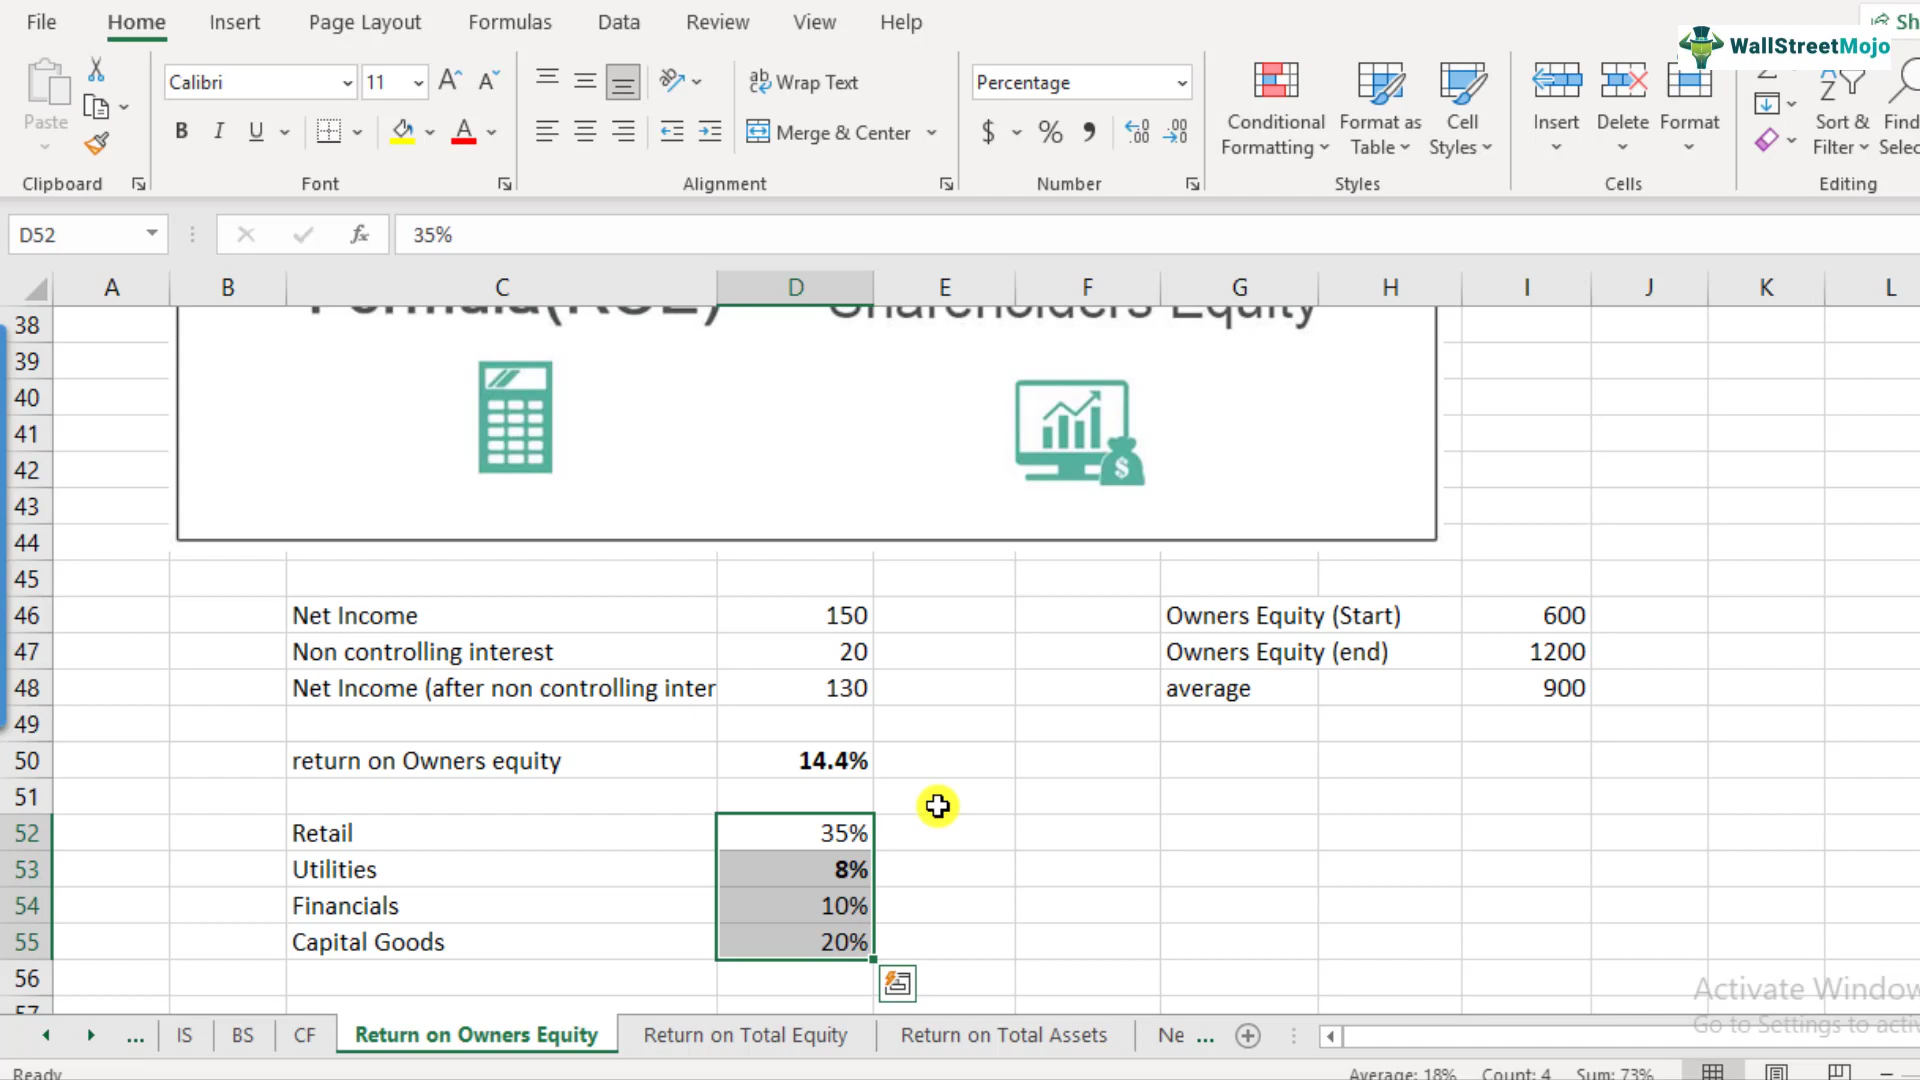 File Home Insert Page Layout Formulas Data Review View Help Sh
WallStreetMojo
Calibri 11 Wrap Text Percentage
Paste B I U Merge & Center $ % Conditional Formatting Format as Table Cell Styles Insert Delete Format Sort & Filter Find
Clipboard Font Alignment Number Styles Cells Editing
D52 fx 35%
A B C D E F G H I J K L
38 Formula(ROE) Shareholders Equity
39
40
41
42
43
44
45
46 Net Income 150 Owners Equity (Start) 600
47 Non controlling interest 20 Owners Equity (end) 1200
48 Net Income (after non controlling inter 130 average 900
49
50 return on Owners equity 14.4%
51
52 Retail 35%
53 Utilities 8%
54 Financials 10%
55 Capital Goods 20%
56
57
Activate Window
Go to Settings to activ
... IS BS CF Return on Owners Equity Return on Total Equity Return on Total Assets Ne ...
Ready Average: 18% Count: 4 Sum: 73%